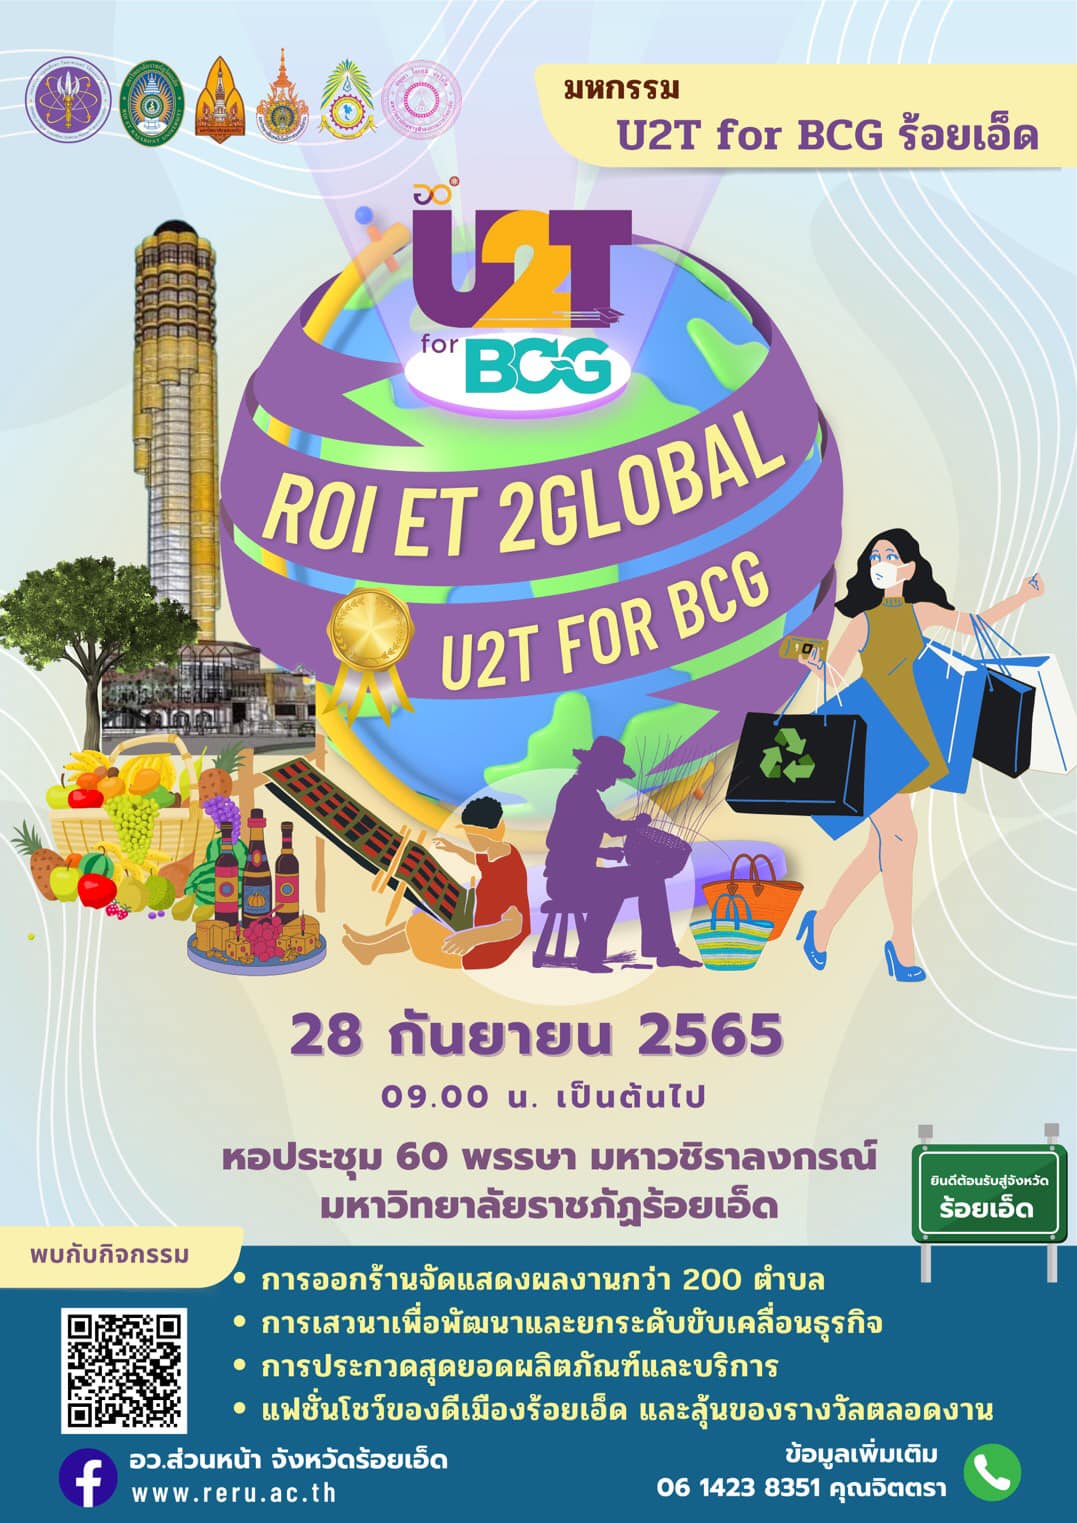 มหกรรม
U2T for BCG ร้อยเอ็ด
อว
U2T
for BCG
ROI ET 2GLOBAL
U2T FOR BCG
28 กันยายน 2565
09.00 น. เป็นต้นไป
หอประชุม 60 พรรษา มหาวชิราลงกรณ์
มหาวิทยาลัยราชภัฏร้อยเอ็ด
ยินดีต้อนรับสู่จังหวัด
ร้อยเอ็ด
พบกับกิจกรรม
• การออกร้านจัดแสดงผลงานกว่า 200 ตำบล
• การเสวนาเพื่อพัฒนาและยกระดับขับเคลื่อนธุรกิจ
• การประกวดสุดยอดผลิตภัณฑ์และบริการ
• แฟชั่นโชว์ของดีเมืองร้อยเอ็ด และลุ้นของรางวัลตลอดงาน
อว.ส่วนหน้า จังหวัดร้อยเอ็ด
www.reru.ac.th
ข้อมูลเพิ่มเติม
06 1423 8351 คุณจิตตรา